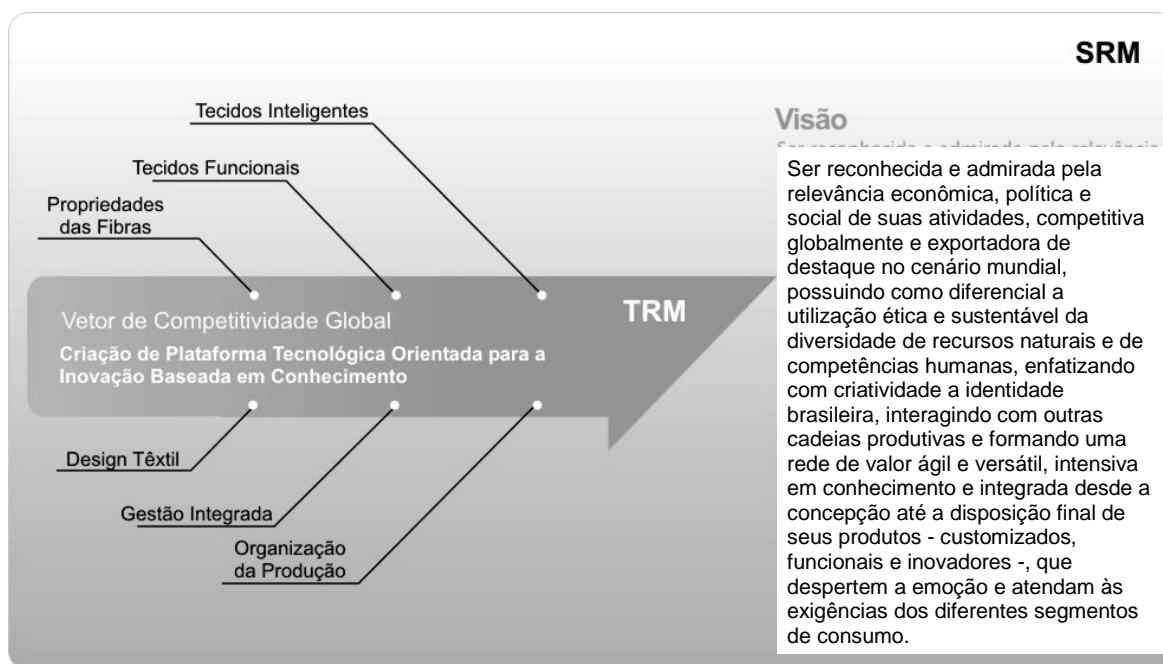 SRM
Tecidos Inteligentes
Tecidos Funcionais
Propriedades
das Fibras
Vetor de Competitividade Global
Criação de Plataforma Tecnológica Orientada para a
Inovação Baseada em Conhecimento
TRM
Design Têxtil
Gestão Integrada
Organização
da Produção
Visão
Ser reconhecida e admirada pela relevância
Ser reconhecida e admirada pela
relevância econômica, política e
social de suas atividades, competitiva
globalmente e exportadora de
destaque no cenário mundial,
possuindo como diferencial a
utilização ética e sustentável da
diversidade de recursos naturais e de
competências humanas, enfatizando
com criatividade a identidade
brasileira, interagindo com outras
cadeias produtivas e formando uma
rede de valor ágil e versátil, intensiva
em conhecimento e integrada desde a
concepção até a disposição final de
seus produtos - customizados,
funcionais e inovadores -, que
despertem a emoção e atendam às
exigências dos diferentes segmentos
de consumo.